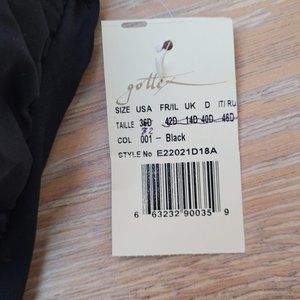 gottex
SIZE USA FR/IL UK D IT/RU
TAILLE 36D 42D 14D 40D 46D
COL 001 - Black
STYLE No E22021D18A
6 63232 90035 9